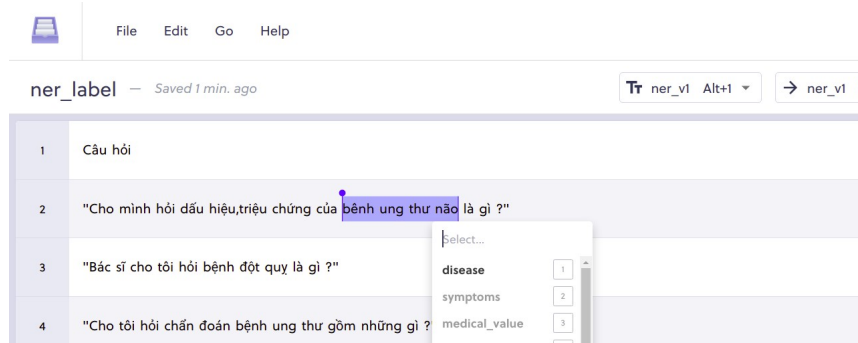 File Edit Go Help
ner_label — Saved 1 min. ago
Tт ner_v1 Alt+1 → ner_v1
1 Câu hỏi
2 "Cho mình hỏi dấu hiệu,triệu chứng của bênh ung thư não là gì ?"
Select...
3 "Bác sĩ cho tôi hỏi bệnh đột quỵ là gì ?"
disease 1
symptoms 2
4 "Cho tôi hỏi chẩn đoán bệnh ung thư gồm những gì ?
medical_value 3